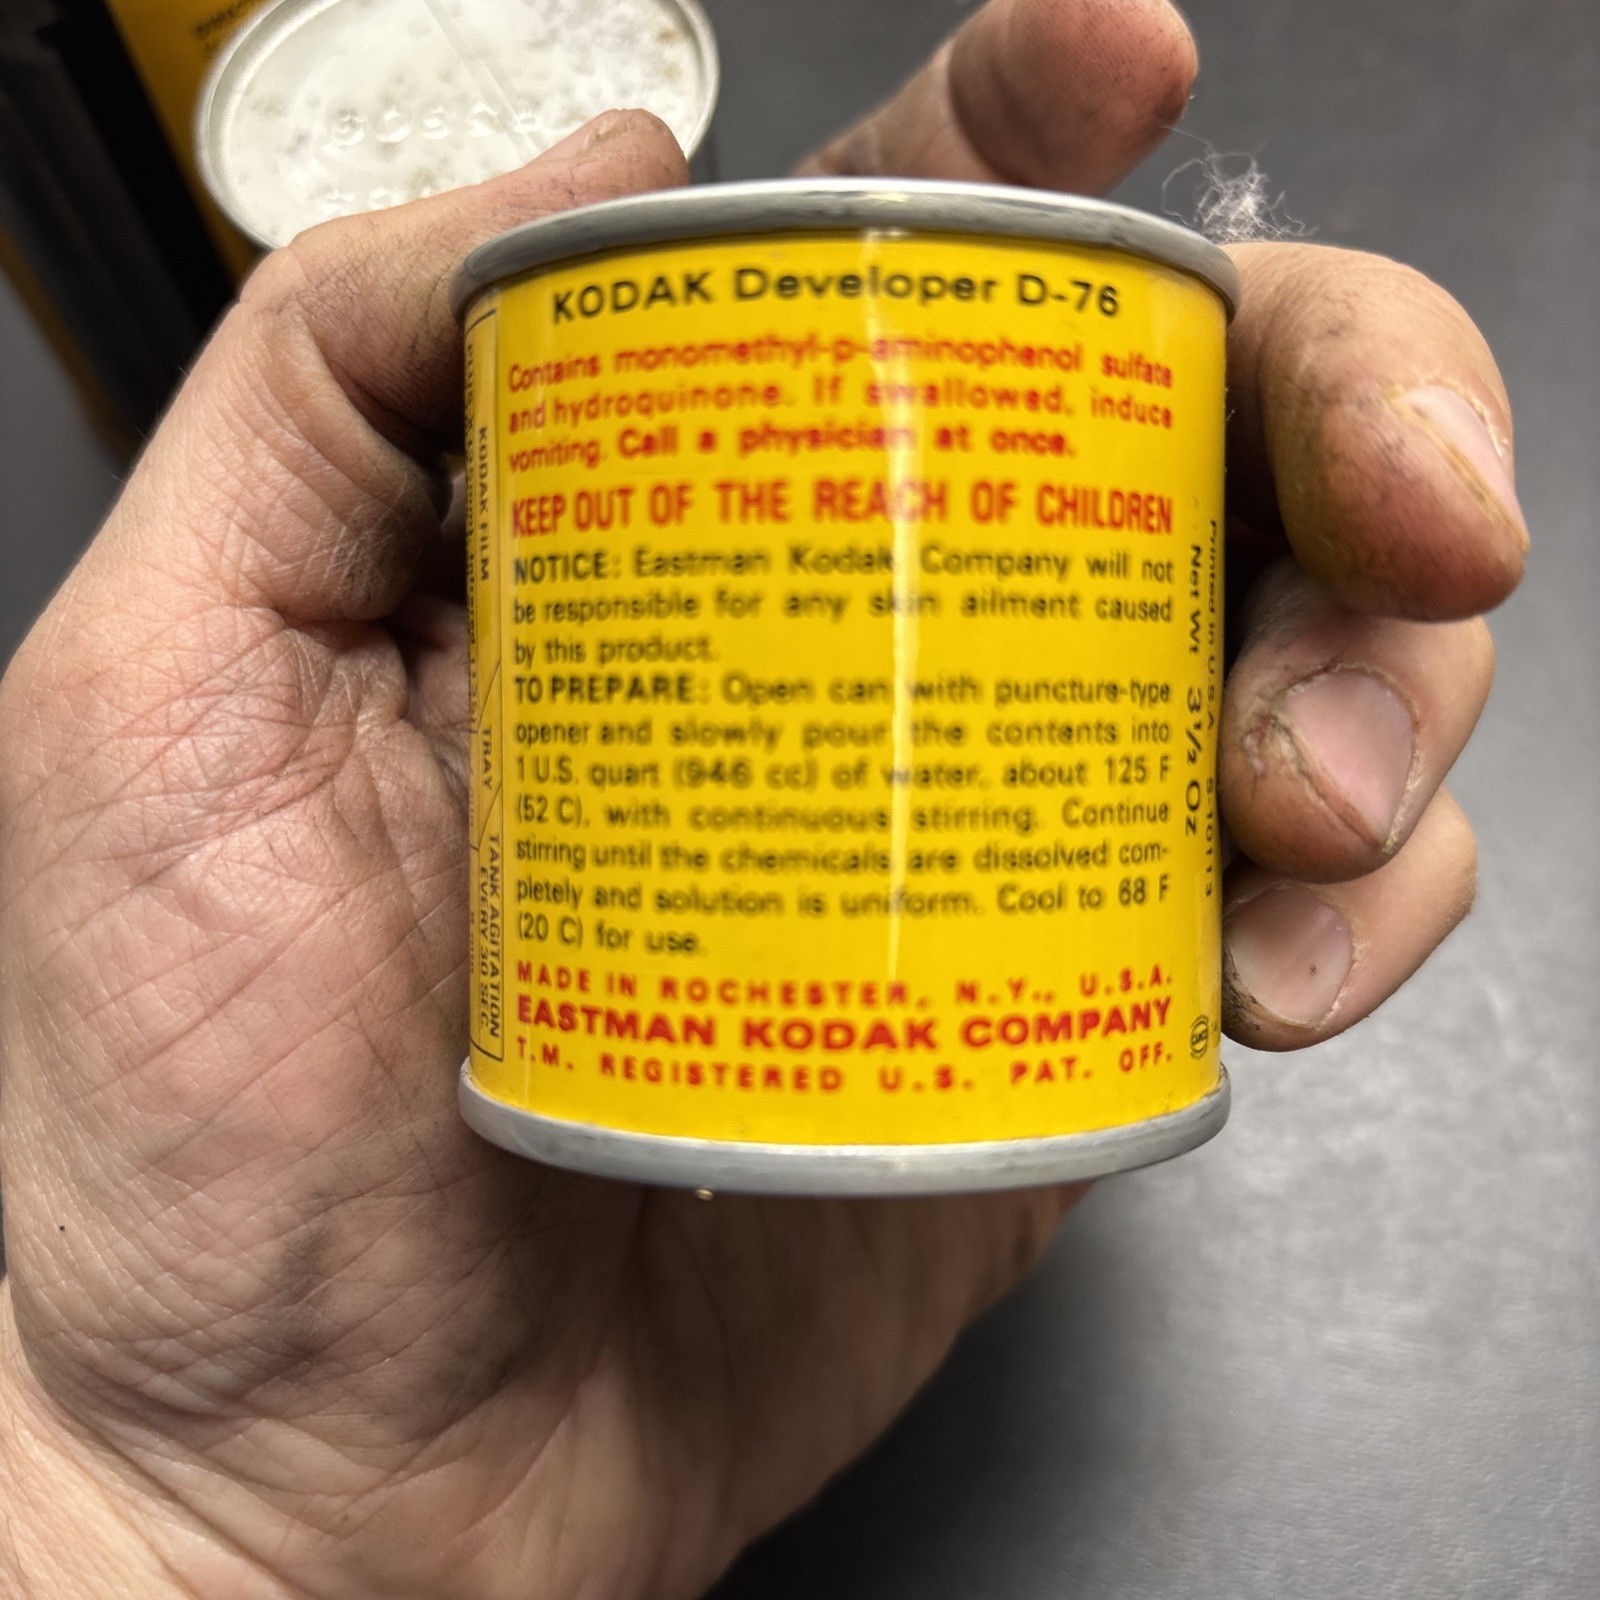 KODAK Developer D-76
Contains monomethyl-p-aminophenol sulfate
and hydroquinone. If swallowed, induce
vomiting. Call a physician at once.
KEEP OUT OF THE REACH OF CHILDREN
NOTICE: Eastman Kodak Company will not
be responsible for any skin ailment caused
by this product.
TO PREPARE: Open can with puncture-type
opener and slowly pour the contents into
1 U.S. quart (946 cc) of water, about 125 F
(52 C), with continuous stirring. Continue
stirring until the chemicals are dissolved com-
pletely and solution is uniform. Cool to 68 F
(20 C) for use.
MADE IN ROCHESTER, N.Y., U.S.A.
EASTMAN KODAK COMPANY
T.M. REGISTERED U.S. PAT. OFF.
KODAK FILM
TRAY
TANK AGITATION
EVERY 30 SEC.
Net Wt 3½ Oz
Printed in U.S.A.